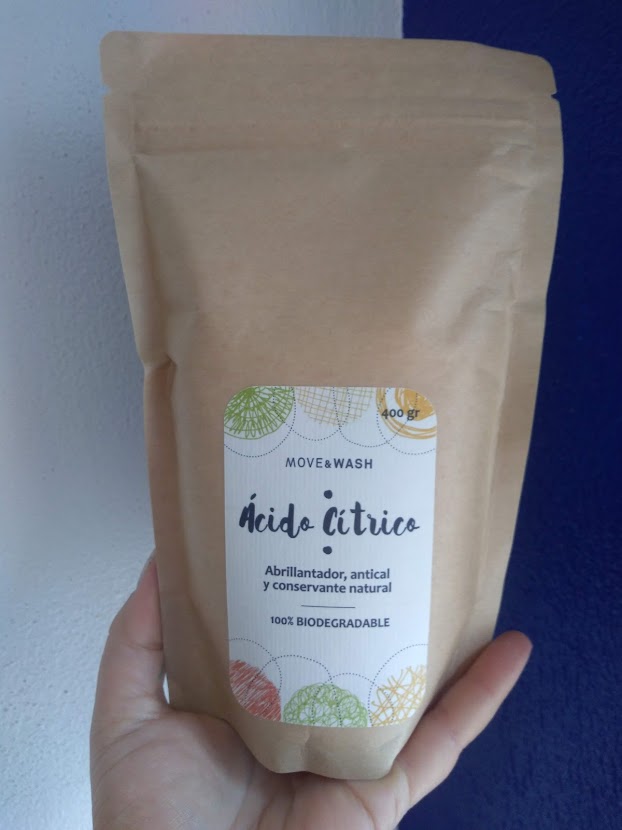 400 gr
MOVE&WASH
Ácido Cítrico
Abrillantador, antical
y conservante natural
100% BIODEGRADABLE